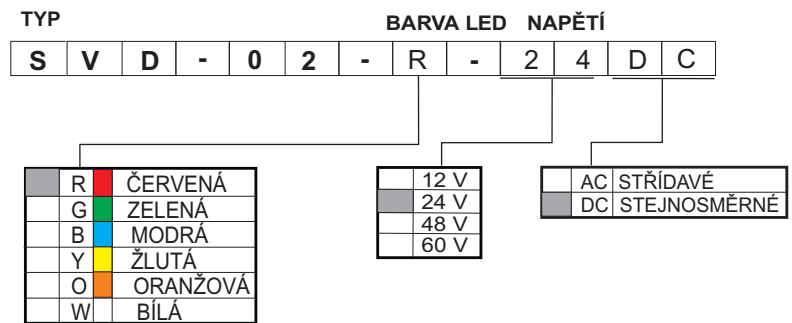 TYP BARVA LED NAPĚTÍ
S V D - 0 2 - R - 2 4 D C
R ČERVENÁ
G ZELENÁ
B MODRÁ
Y ŽLUTÁ
O ORANŽOVÁ
W BÍLÁ
12 V
24 V
48 V
60 V
AC STŘÍDAVÉ
DC STEJNOSMĚRNÉ